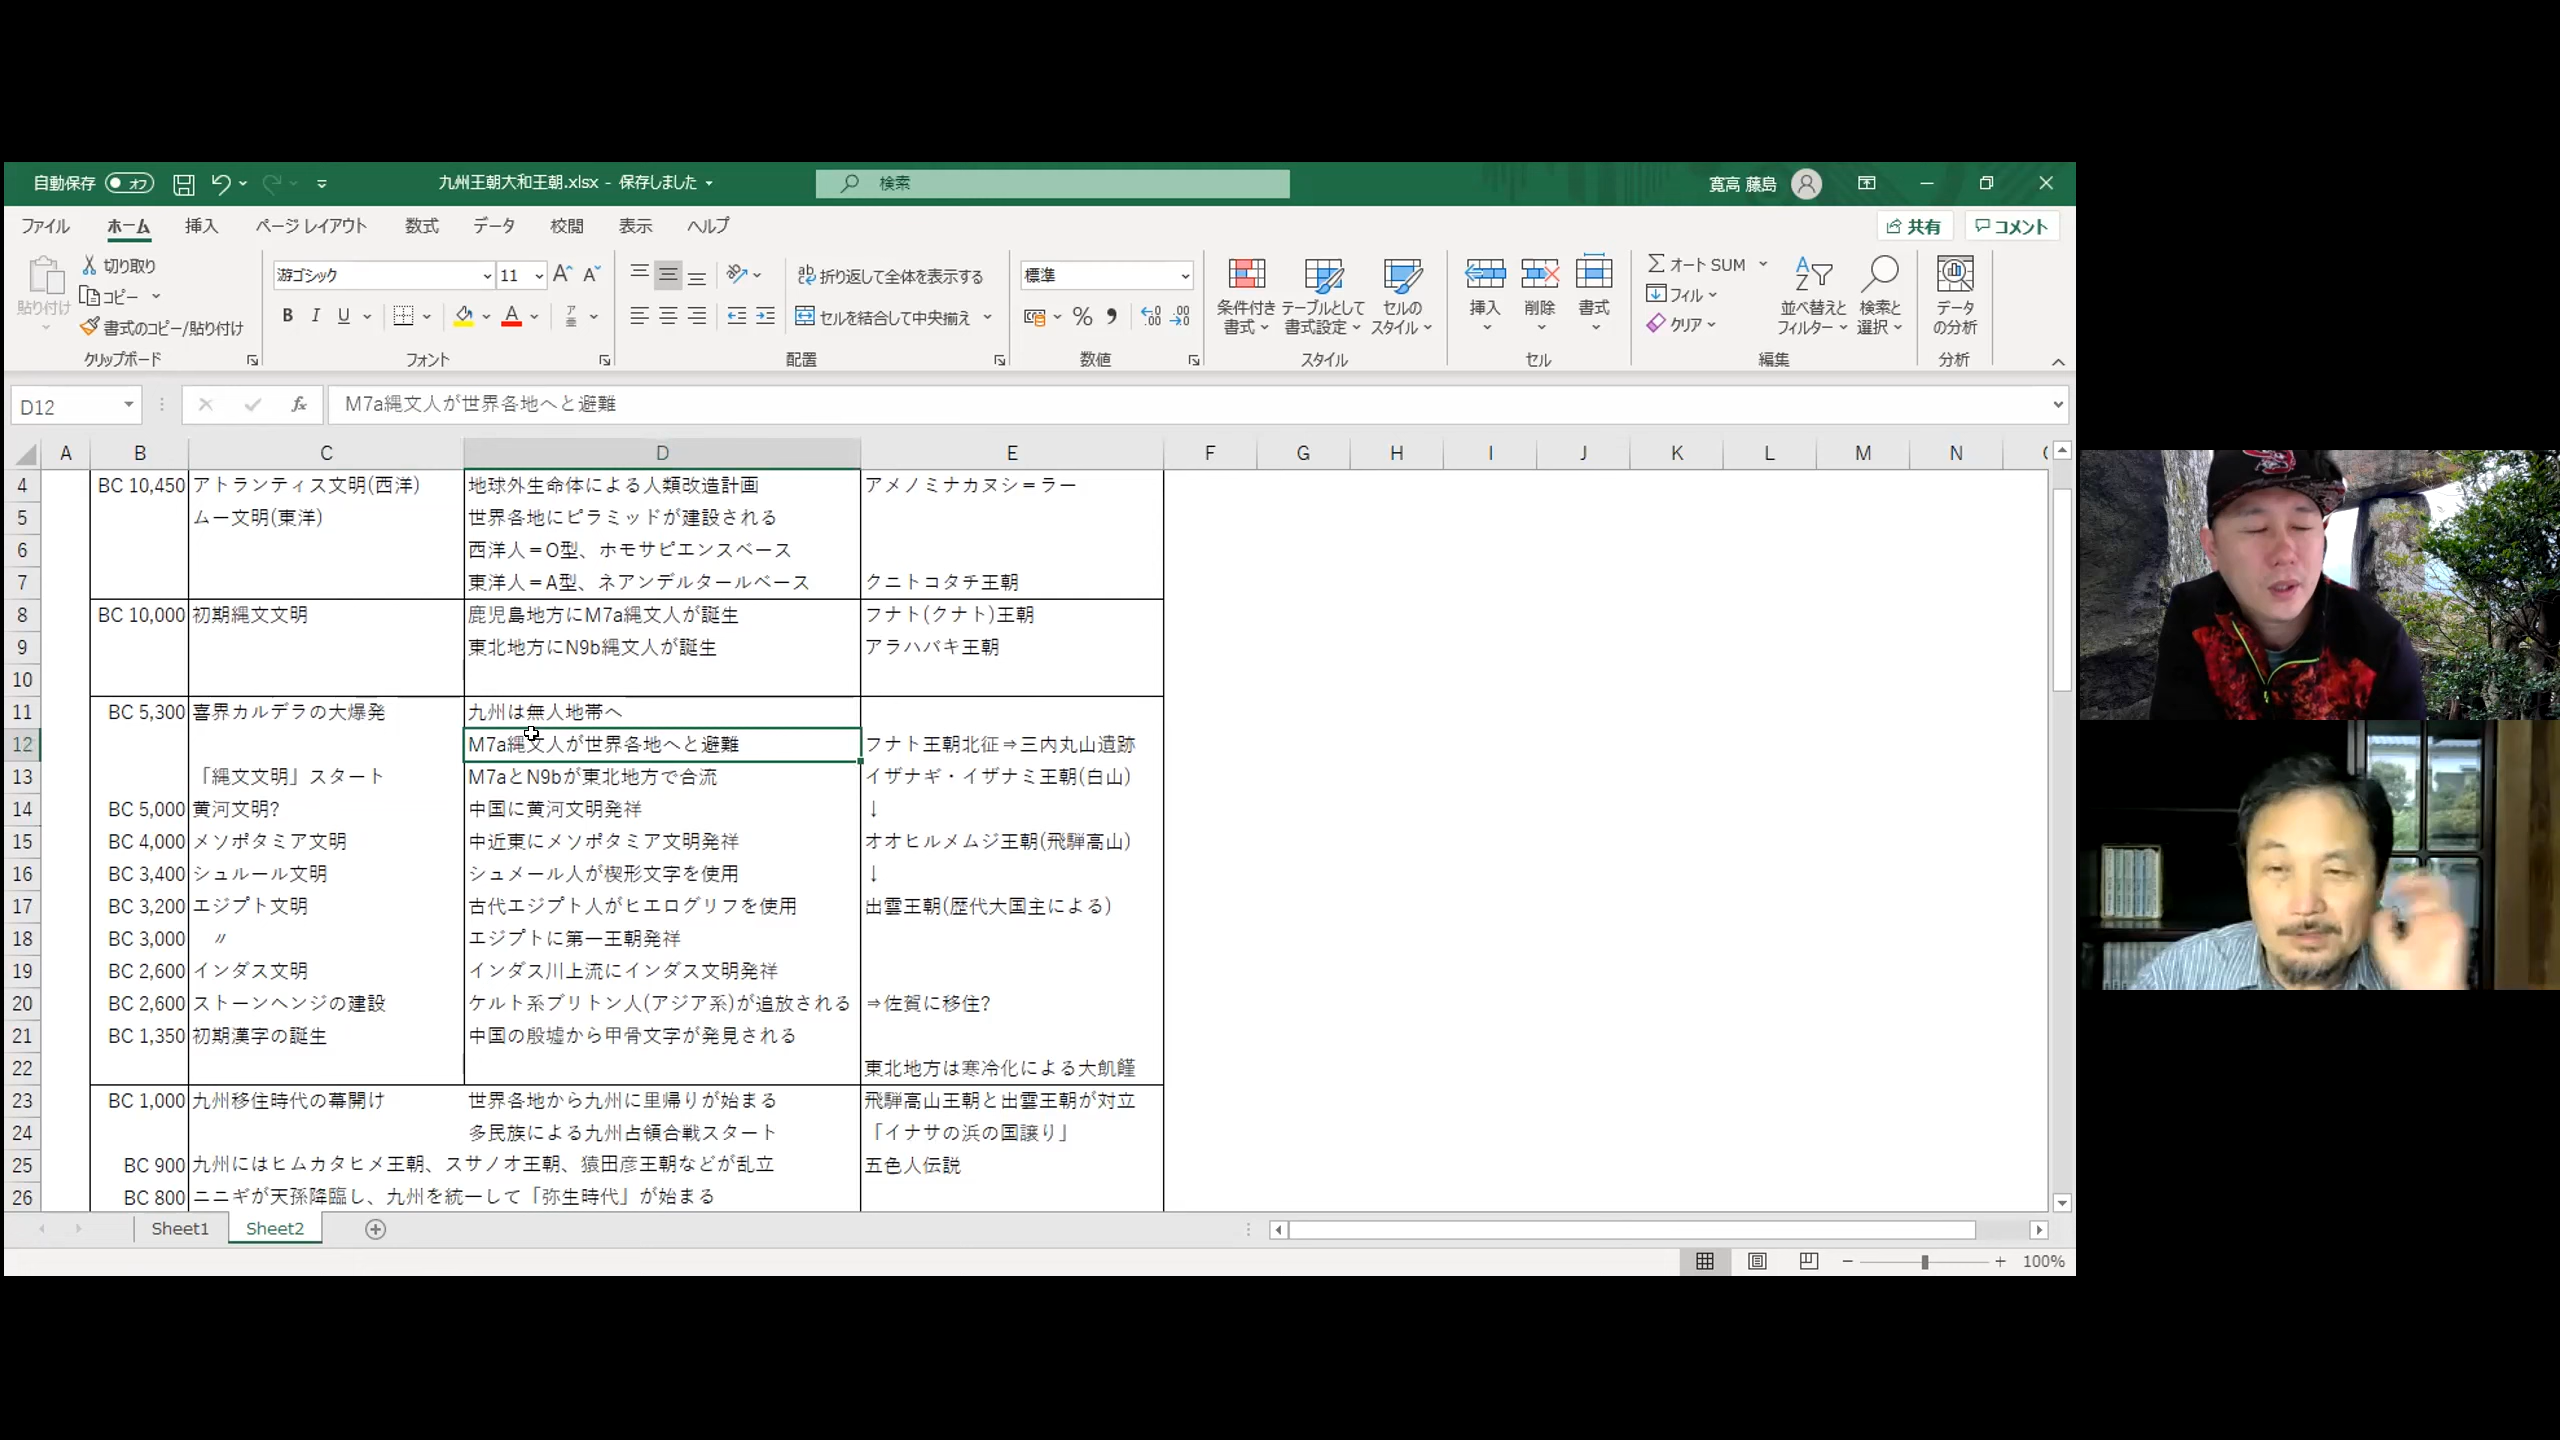 自動保存 オフ 九州王朝大和王朝.xlsx - 保存しました 検索 寛高 藤島
ファイル ホーム 挿入 ページ レイアウト 数式 データ 校閲 表示 ヘルプ 共有 コメント
貼り付け 切り取り コピー 書式のコピー/貼り付け クリップボード
游ゴシック 11 B I U A フォント
折り返して全体を表示する セルを結合して中央揃え 配置
標準 % 数値
条件付き書式 テーブルとして書式設定 セルのスタイル スタイル
挿入 削除 書式 セル
オート SUM フィル クリア 並べ替えとフィルター 検索と選択 編集
データの分析 分析
D12 fx M7a縄文人が世界各地へと避難
A B C D E F G H I J K L M N
4 BC 10,450 アトランティス文明(西洋) 地球外生命体による人類改造計画 アメノミナカヌシ＝ラー
5 ムー文明(東洋) 世界各地にピラミッドが建設される
6 西洋人＝O型、ホモサピエンスベース
7 東洋人＝A型、ネアンデルタールベース クニトコタチ王朝
8 BC 10,000 初期縄文文明 鹿児島地方にM7a縄文人が誕生 フナト(クナト)王朝
9 東北地方にN9b縄文人が誕生 アラハバキ王朝
10
11 BC 5,300 喜界カルデラの大爆発 九州は無人地帯へ
12 M7a縄文人が世界各地へと避難 フナト王朝北征⇒三内丸山遺跡
13 「縄文文明」スタート M7aとN9bが東北地方で合流 イザナギ・イザナミ王朝(白山)
14 BC 5,000 黄河文明? 中国に黄河文明発祥 ↓
15 BC 4,000 メソポタミア文明 中近東にメソポタミア文明発祥 オオヒルメムジ王朝(飛騨高山)
16 BC 3,400 シュルール文明 シュメール人が楔形文字を使用 ↓
17 BC 3,200 エジプト文明 古代エジプト人がヒエログリフを使用 出雲王朝(歴代大国主による)
18 BC 3,000 〃 エジプトに第一王朝発祥
19 BC 2,600 インダス文明 インダス川上流にインダス文明発祥
20 BC 2,600 ストーンヘンジの建設 ケルト系ブリトン人(アジア系)が追放される ⇒佐賀に移住?
21 BC 1,350 初期漢字の誕生 中国の殷墟から甲骨文字が発見される
22 東北地方は寒冷化による大飢饉
23 BC 1,000 九州移住時代の幕開け 世界各地から九州に里帰りが始まる 飛騨高山王朝と出雲王朝が対立
24 多民族による九州占領合戦スタート 「イナサの浜の国譲り」
25 BC 900 九州にはヒムカタヒメ王朝、スサノオ王朝、猿田彦王朝などが乱立 五色人伝説
26 BC 800 ニニギが天孫降臨し、九州を統一して「弥生時代」が始まる
Sheet1 Sheet2
100%